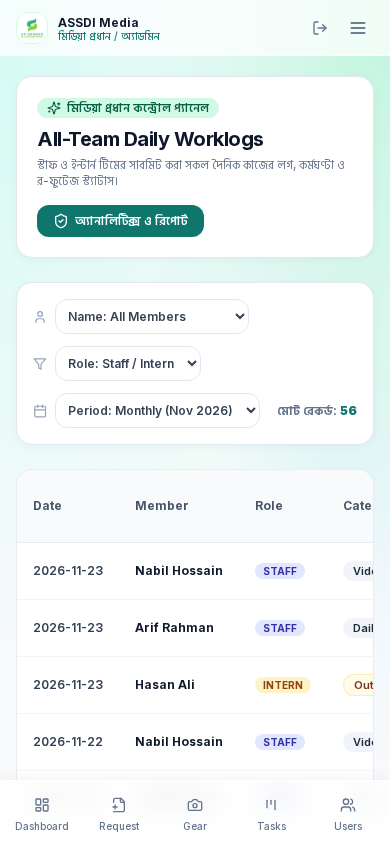 ASSDI Media
মিডিয়া প্রধান / অ্যাডমিন
মিডিয়া প্রধান কন্ট্রোল প্যানেল
All-Team Daily Worklogs
স্টাফ ও ইন্টার্ন টিমের সাবমিট করা সকল দৈনিক কাজের লগ, কর্মঘণ্টা ও
র-ফুটেজ স্ট্যাটাস।
অ্যানালিটিক্স ও রিপোর্ট
Name: All Members
Role: Staff / Intern
Period: Monthly (Nov 2026)
মোট রেকর্ড: 56
Date Member Role Cate
2026-11-23 Nabil Hossain STAFF Vide
2026-11-23 Arif Rahman STAFF Dail
2026-11-23 Hasan Ali INTERN Out
2026-11-22 Nabil Hossain STAFF Vide
Dashboard Request Gear Tasks Users